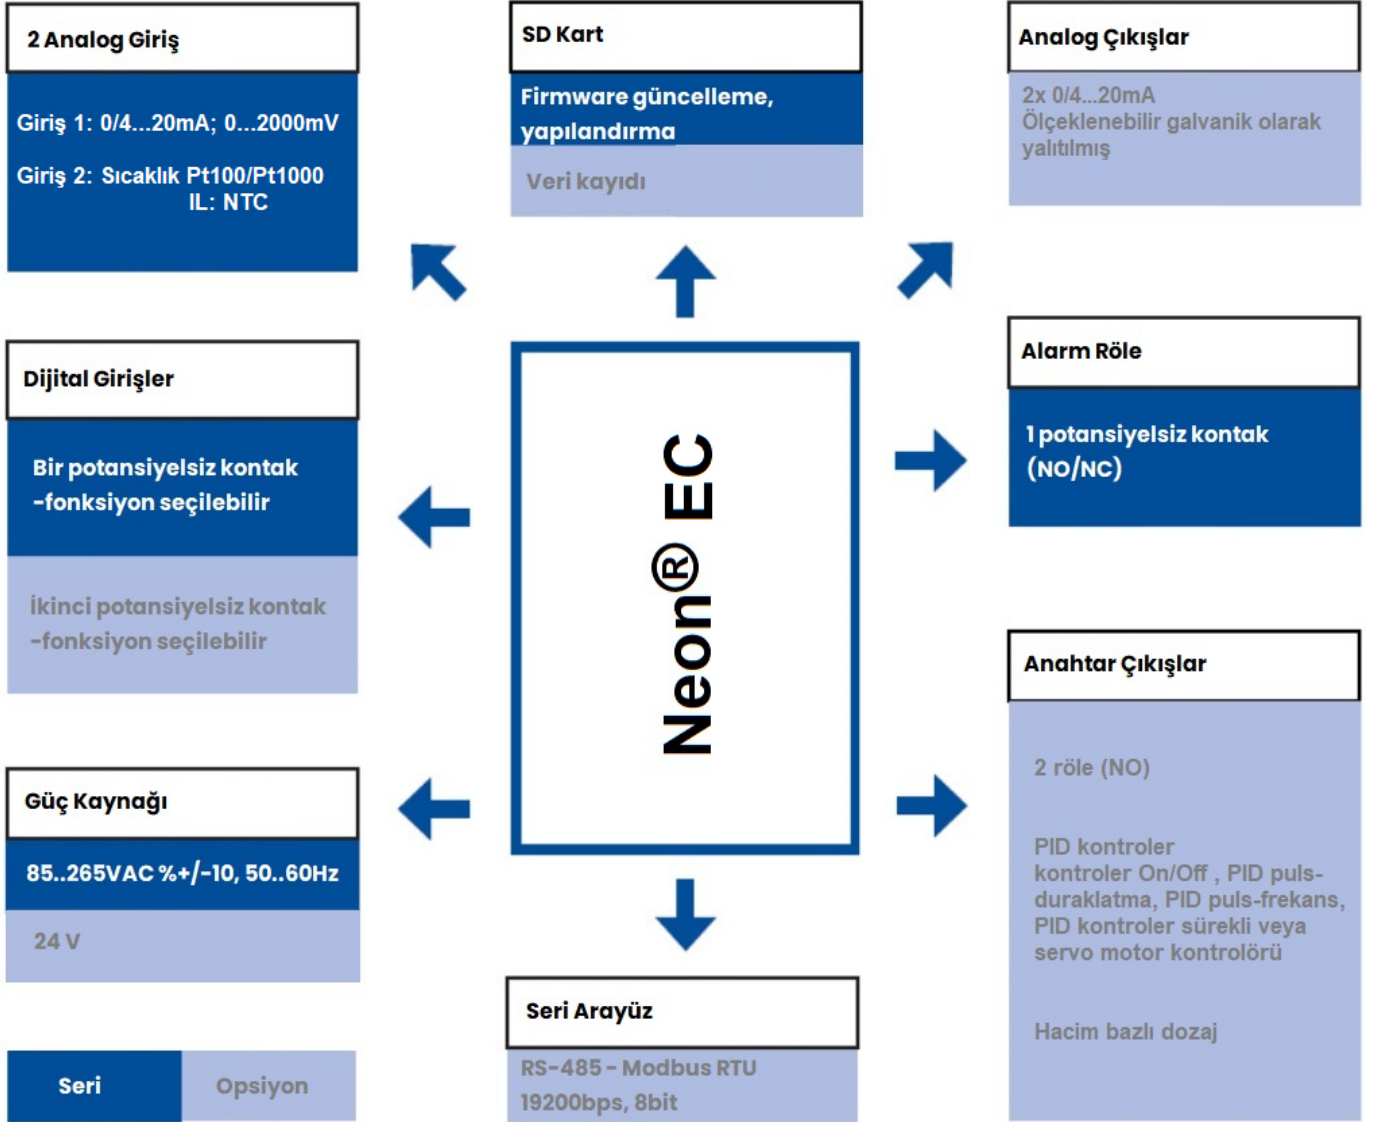 2 Analog Giriş
Giriş 1: 0/4...20mA; 0...2000mV
Giriş 2: Sıcaklık Pt100/Pt1000
IL: NTC
SD Kart
Firmware güncelleme,
yapılandırma
Veri kayıdı
Analog Çıkışlar
2x 0/4...20mA
Ölçeklenebilir galvanik olarak
yalıtılmış
Dijital Girişler
Bir potansiyelsiz kontak
-fonksiyon seçilebilir
İkinci potansiyelsiz kontak
-fonksiyon seçilebilir
Neon® EC
Alarm Röle
1 potansiyelsiz kontak
(NO/NC)
Güç Kaynağı
85..265VAC %+/-10, 50..60Hz
24 V
Anahtar Çıkışlar
2 röle (NO)
PID kontroler
kontroler On/Off , PID puls-
duraklatma, PID puls-frekans,
PID kontroler sürekli veya
servo motor kontrolörü
Hacim bazlı dozaj
Seri Arayüz
RS-485 - Modbus RTU
19200bps, 8bit
Seri
Opsiyon